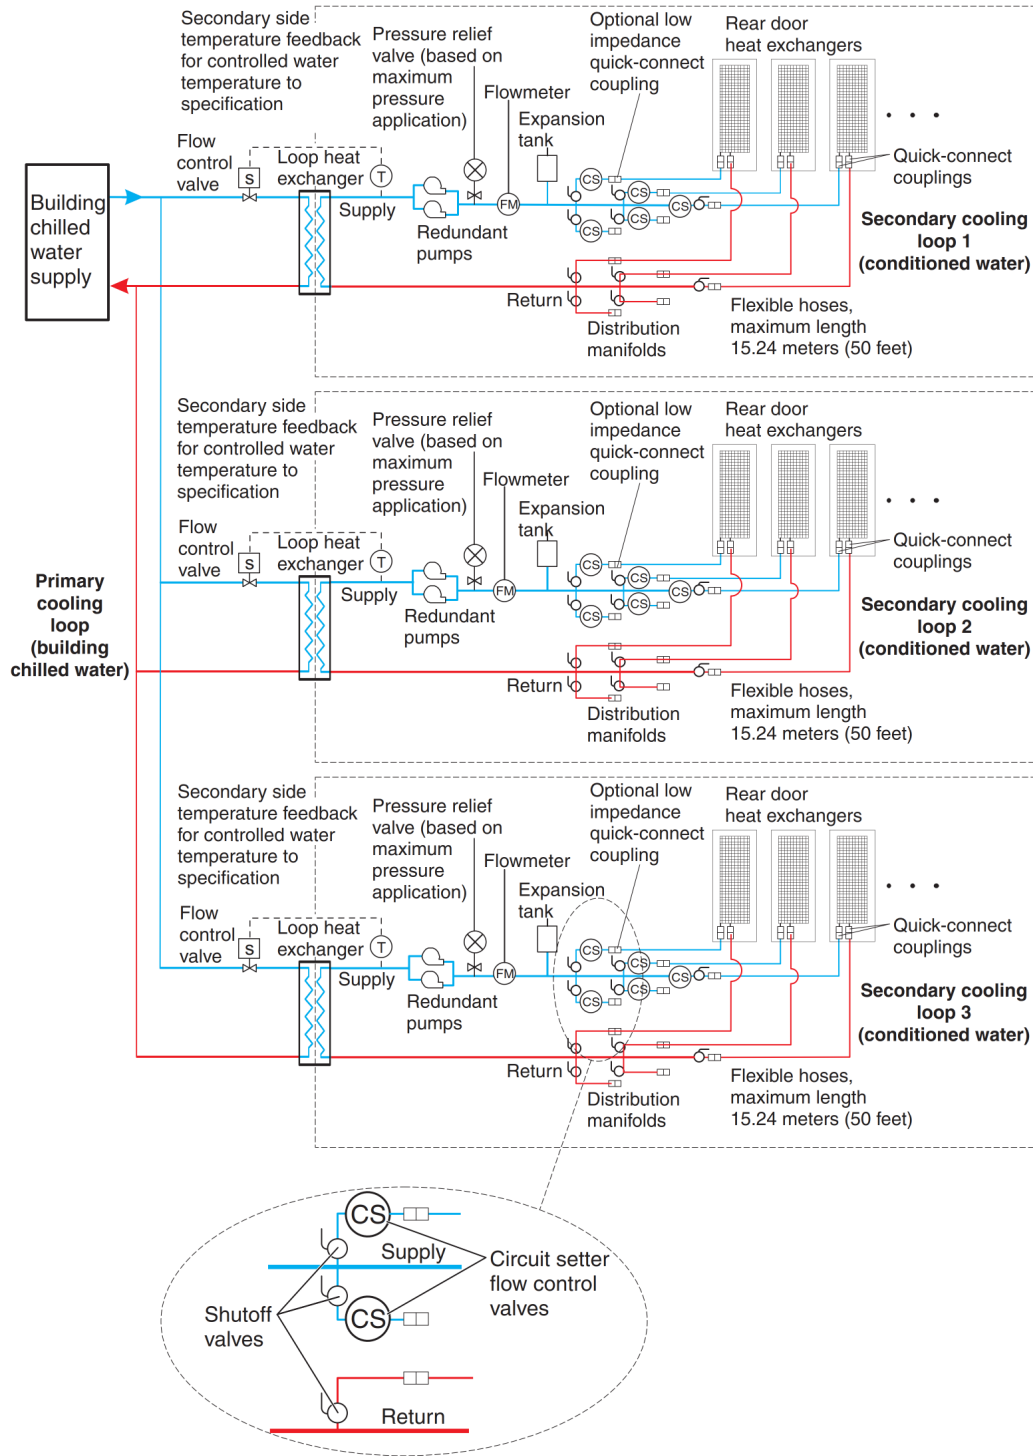 Secondary side
temperature feedback
for controlled water
temperature to
specification
Pressure relief
valve (based on
maximum
pressure
application)
Flowmeter
Expansion
tank
Optional low
impedance
quick-connect
coupling
Rear door
heat exchangers
Flow
control
valve
S
Loop heat
exchanger
T
Supply
Redundant
pumps
FM
CS
CS
CS
CS
CS
Quick-connect
couplings
Building
chilled
water
supply
Secondary cooling
loop 1
(conditioned water)
Return
Distribution
manifolds
Flexible hoses,
maximum length
15.24 meters (50 feet)
Primary
cooling
loop
(building
chilled water)
Secondary side
temperature feedback
for controlled water
temperature to
specification
Pressure relief
valve (based on
maximum
pressure
application)
Flowmeter
Expansion
tank
Optional low
impedance
quick-connect
coupling
Rear door
heat exchangers
Flow
control
valve
S
Loop heat
exchanger
T
Supply
Redundant
pumps
FM
CS
CS
CS
CS
CS
Quick-connect
couplings
Secondary cooling
loop 2
(conditioned water)
Return
Distribution
manifolds
Flexible hoses,
maximum length
15.24 meters (50 feet)
Secondary side
temperature feedback
for controlled water
temperature to
specification
Pressure relief
valve (based on
maximum
pressure
application)
Flowmeter
Expansion
tank
Optional low
impedance
quick-connect
coupling
Rear door
heat exchangers
Flow
control
valve
S
Loop heat
exchanger
T
Supply
Redundant
pumps
FM
CS
CS
CS
CS
CS
Quick-connect
couplings
Secondary cooling
loop 3
(conditioned water)
Return
Distribution
manifolds
Flexible hoses,
maximum length
15.24 meters (50 feet)
CS
Supply
CS
Circuit setter
flow control
valves
Shutoff
valves
Return